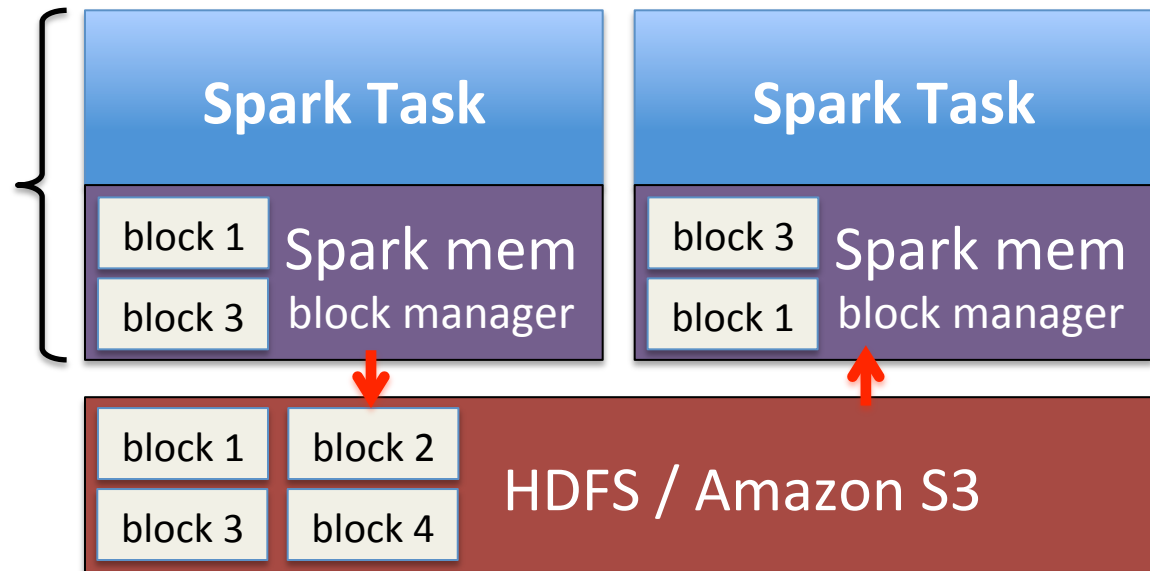 Spark Task
block 1
block 3
Spark mem
block manager
Spark Task
block 3
block 1
Spark mem
block manager
block 1
block 2
block 3
block 4
HDFS / Amazon S3